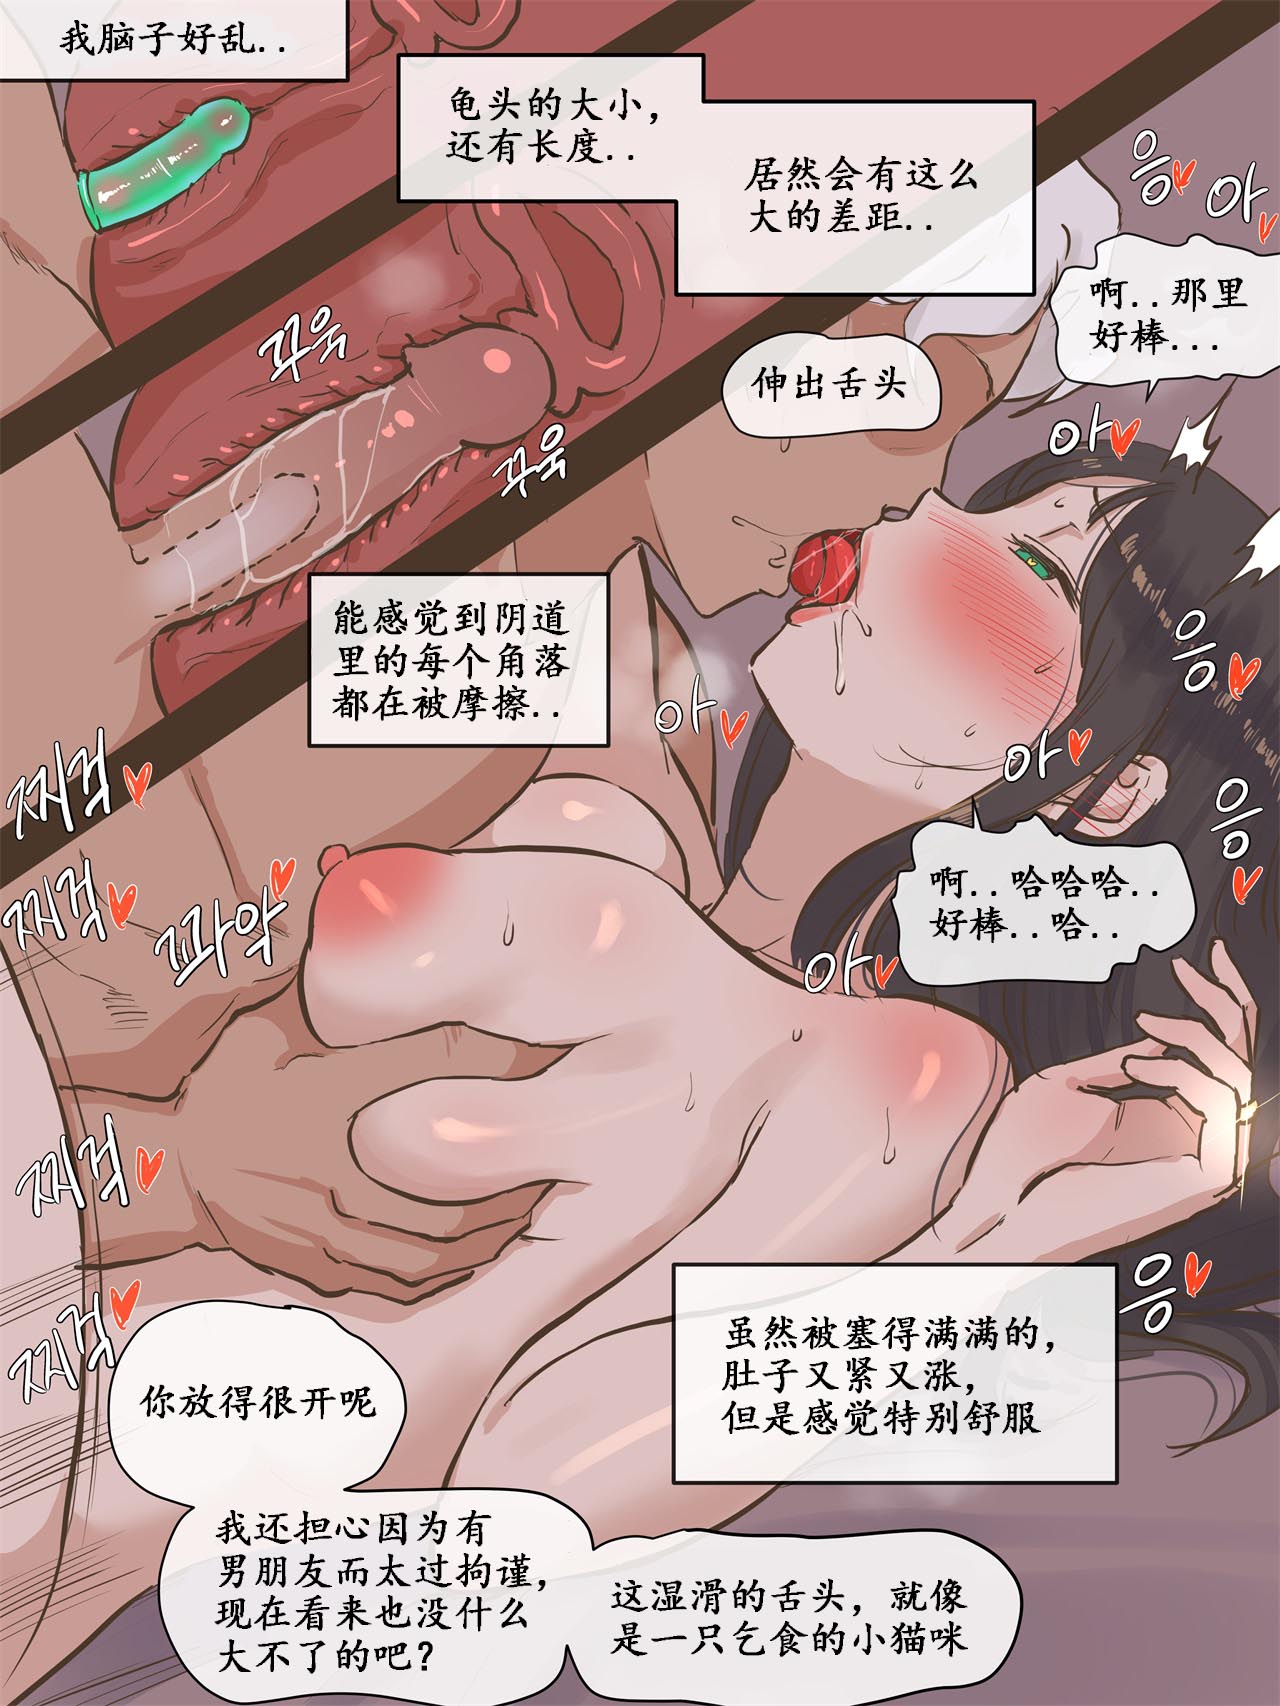 我脑子好乱..
龟头的大小，
还有长度..
居然会有这么
大的差距..
응
아
啊..那里
好棒...
伸出舌头
아
꾸욱
꾸욱
能感觉到阴道
里的每个角落
都在被摩擦..
응
아
아
찌걱
응
啊..哈哈哈..
好棒..哈..
찌걱
파악
아
찌걱
응
찌걱
虽然被塞得满满的，
肚子又紧又涨，
但是感觉特别舒服
你放得很开呢
我还担心因为有
男朋友而太过拘谨，
现在看来也没什么
大不了的吧？
这湿滑的舌头，就像
是一只乞食的小猫咪